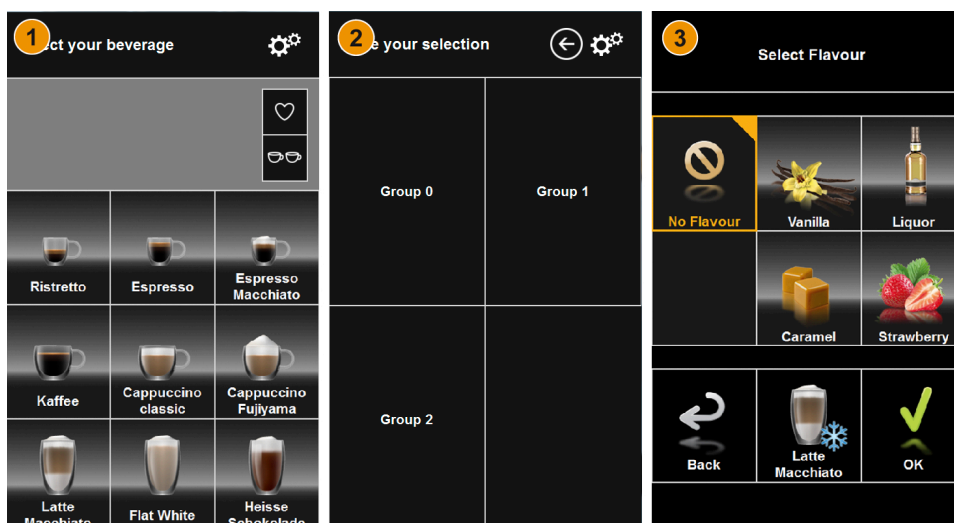 1
ct your beverage
Ristretto
Espresso
Espresso
Macchiato
Kaffee
Cappuccino
classic
Cappuccino
Fujiyama
Latte
Macchiato
Flat White
Heisse
Schokolade
2
e your selection
Group 0
Group 1
Group 2
3
Select Flavour
No Flavour
Vanilla
Liquor
Caramel
Strawberry
Back
Latte
Macchiato
OK